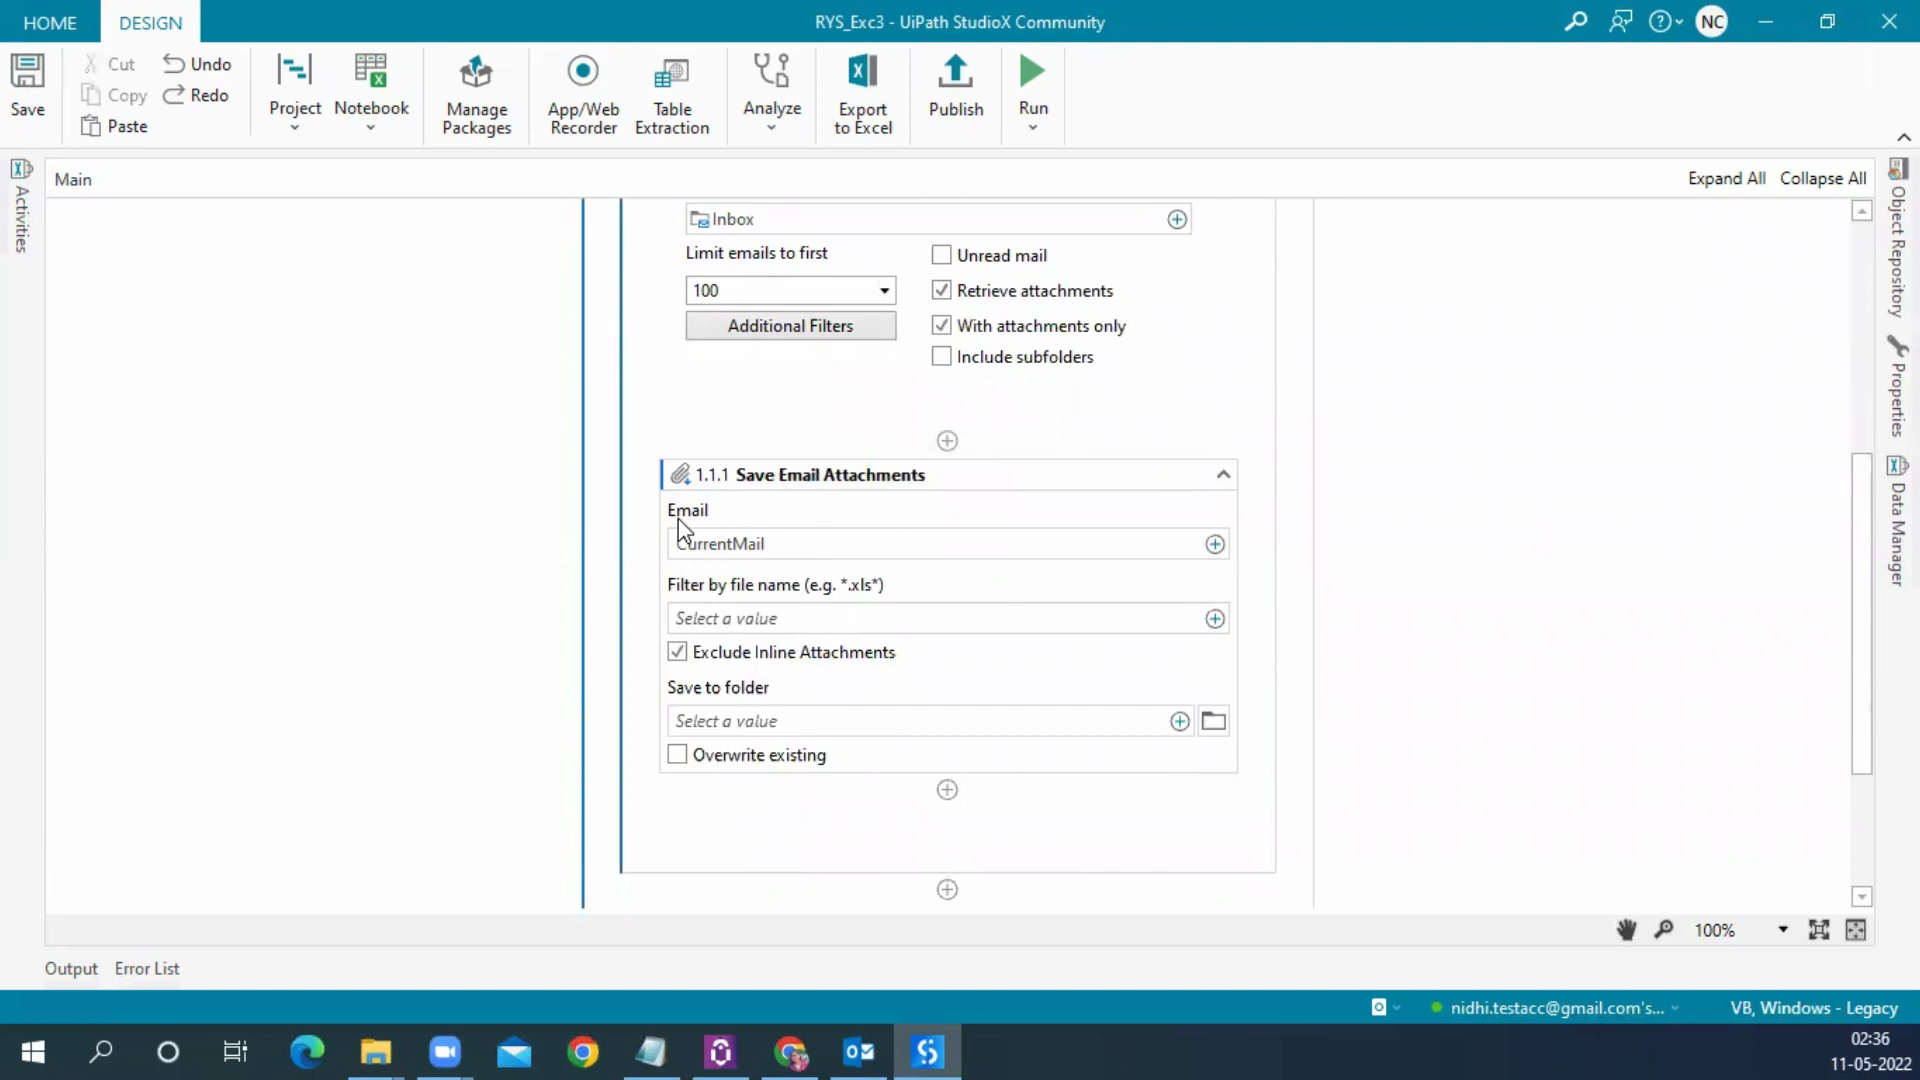 HOME
DESIGN
RYS_Exc3 - UiPath StudioX Community
NC
Save
Cut
Copy
Paste
Undo
Redo
Project
Notebook
Manage
Packages
App/Web
Recorder
Table
Extraction
Analyze
Export
to Excel
Publish
Run
Activities
Main
Expand All
Collapse All
Object Repository
Properties
Data Manager
Inbox
Limit emails to first
100
Additional Filters
Unread mail
Retrieve attachments
With attachments only
Include subfolders
1.1.1 Save Email Attachments
Email
CurrentMail
Filter by file name (e.g. *.xls*)
Select a value
Exclude Inline Attachments
Save to folder
Select a value
Overwrite existing
100%
Output
Error List
nidhi.testacc@gmail.com's...
VB, Windows - Legacy
02:36
11-05-2022